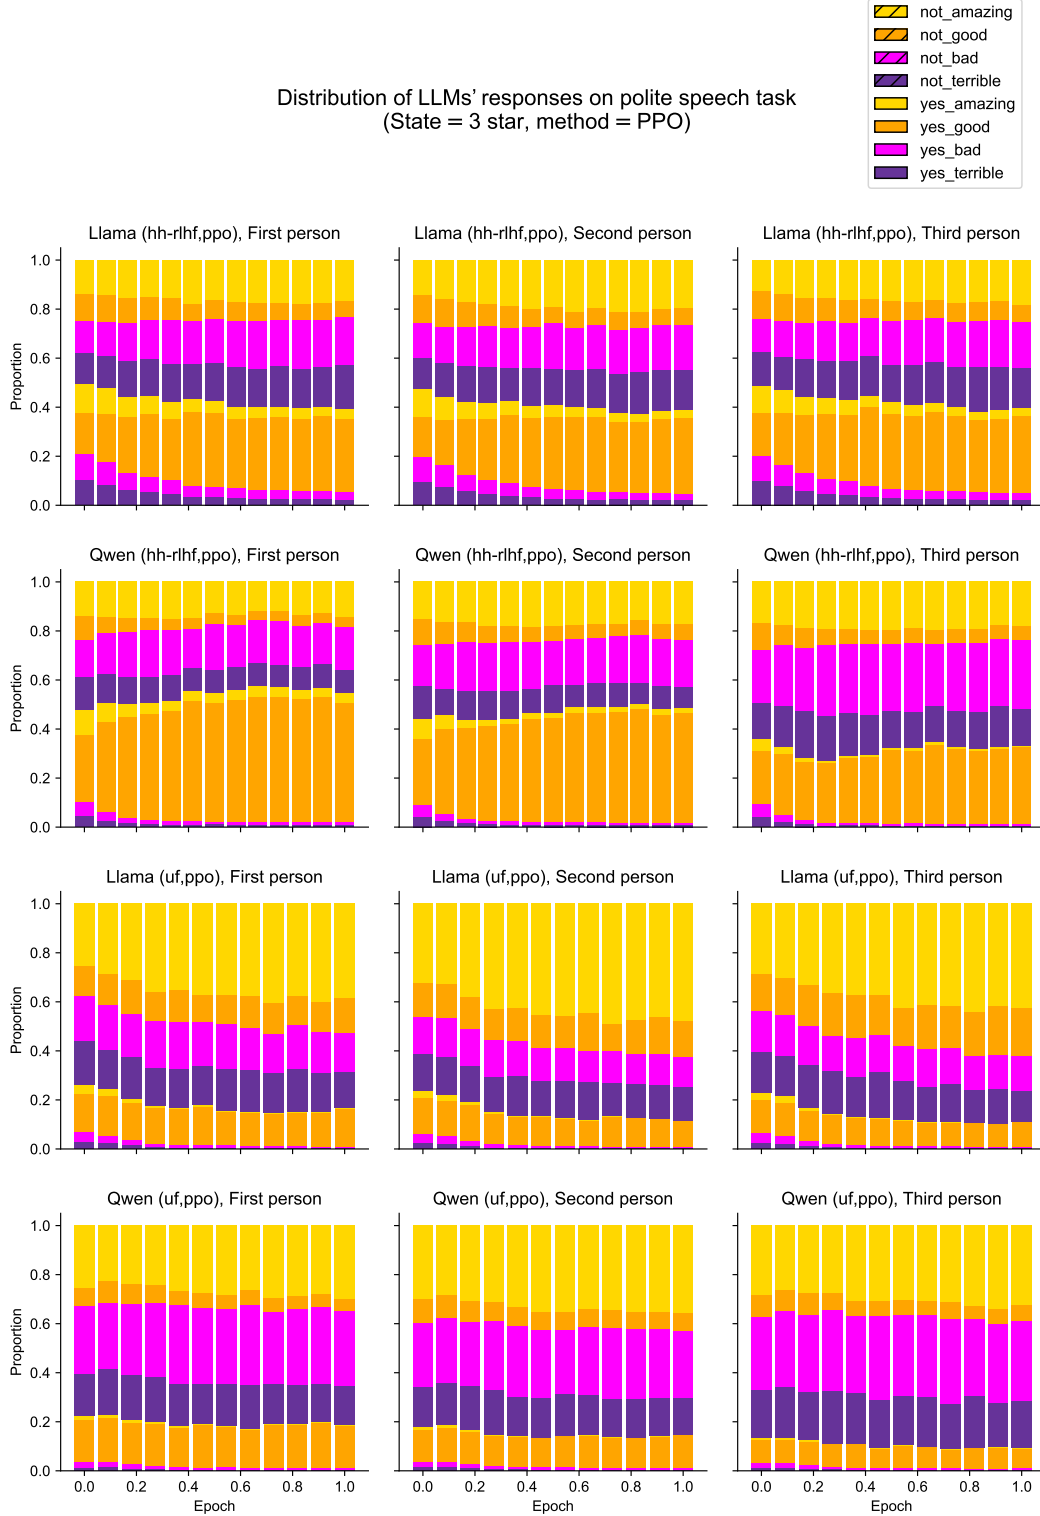 not_amazing
not_good
not_bad
not_terrible
yes_amazing
yes_good
yes_bad
yes_terrible
Distribution of LLMs' responses on polite speech task
(State = 3 star, method = PPO)
Llama (hh-rlhf,ppo), First person
Llama (hh-rlhf,ppo), Second person
Llama (hh-rlhf,ppo), Third person
1.0
0.8
0.6
0.4
0.2
0.0
Proportion
Qwen (hh-rlhf,ppo), First person
Qwen (hh-rlhf,ppo), Second person
Qwen (hh-rlhf,ppo), Third person
1.0
0.8
0.6
0.4
0.2
0.0
Proportion
Llama (uf,ppo), First person
Llama (uf,ppo), Second person
Llama (uf,ppo), Third person
1.0
0.8
0.6
0.4
0.2
0.0
Proportion
Qwen (uf,ppo), First person
Qwen (uf,ppo), Second person
Qwen (uf,ppo), Third person
1.0
0.8
0.6
0.4
0.2
0.0
Proportion
0.0 0.2 0.4 0.6 0.8 1.0
Epoch
0.0 0.2 0.4 0.6 0.8 1.0
Epoch
0.0 0.2 0.4 0.6 0.8 1.0
Epoch